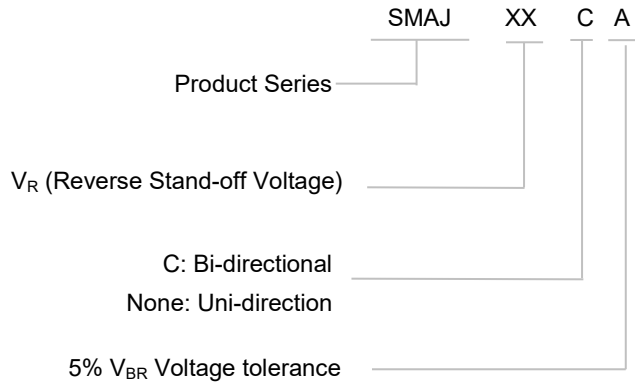 SMAJ XX C A
Product Series
VR (Reverse Stand-off Voltage)
C: Bi-directional
None: Uni-direction
5% VBR Voltage tolerance